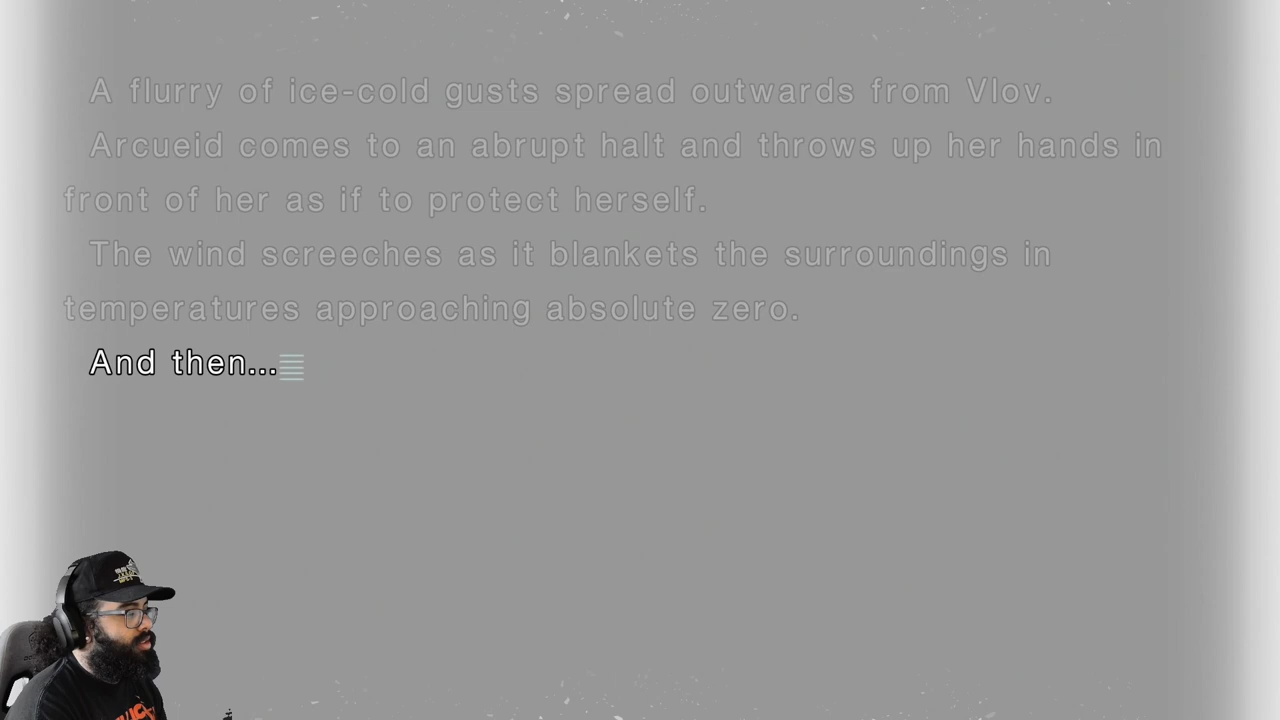 A flurry of ice-cold gusts spread outwards from Vlov.
Arcueid comes to an abrupt halt and throws up her hands in
front of her as if to protect herself.
The wind screeches as it blankets the surroundings in
temperatures approaching absolute zero.
And then...